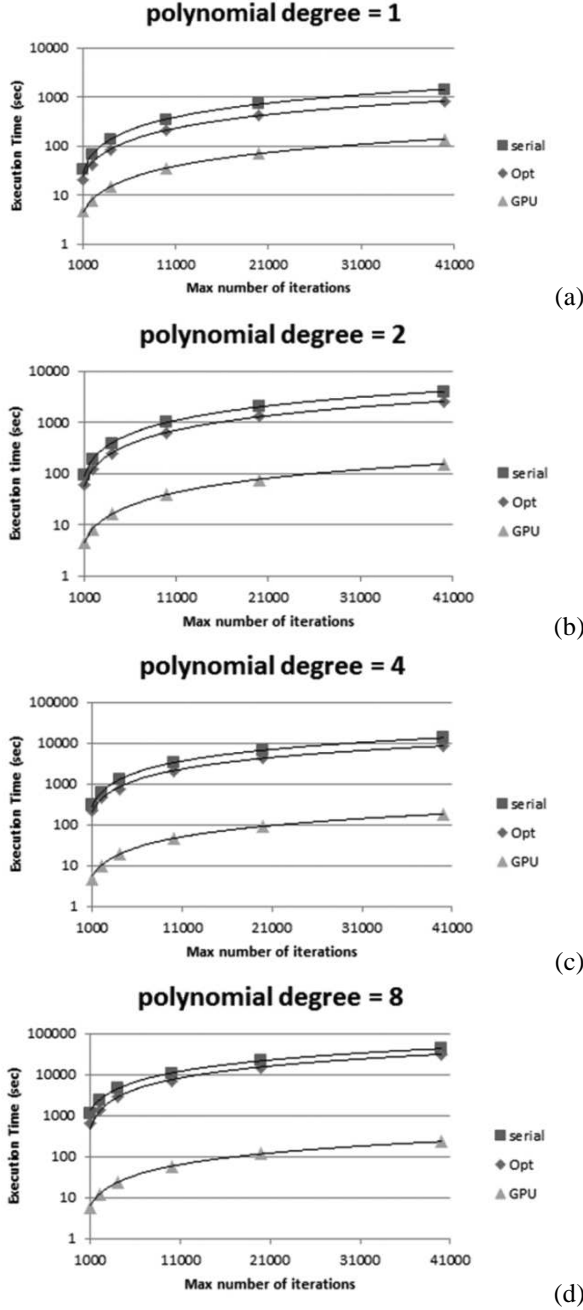 polynomial degree = 1
10000
1000
100
10
1
Execution Time (sec)
1000 11000 21000 31000 41000
Max number of iterations
serial
Opt
GPU
(a)
polynomial degree = 2
10000
1000
100
10
1
Execution time (sec)
1000 11000 21000 31000 41000
Max number of iterations
serial
Opt
GPU
(b)
polynomial degree = 4
100000
10000
1000
100
10
1
Execution Time (sec)
1000 11000 21000 31000 41000
Max number of iterations
serial
Opt
GPU
(c)
polynomial degree = 8
100000
10000
1000
100
10
1
Execution Time (sec)
1000 11000 21000 31000 41000
Max number of iterations
serial
Opt
GPU
(d)